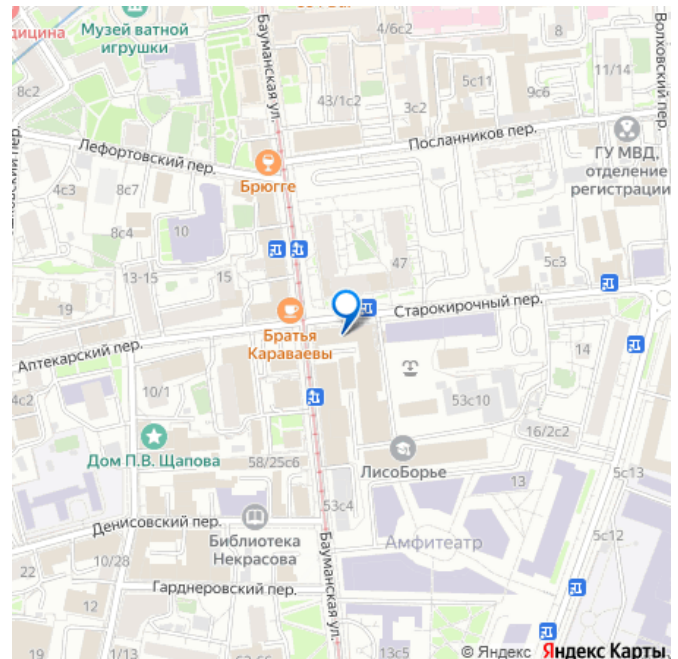 дицина
Музей ватной
игрушки
8с2
Бауманская ул.
4/6с2
8
5с11
11/14
Волховский пер.
43/1с2
3с2
9с6
Посланников пер.
ГУ МВД,
отделение
регистрации
Лефортовский пер.
Брюгге
4с3
8с7
8с4
10
47
5с3
13-15
15
19
Старокирочный пер.
Братья
Караваевы
Аптекарский пер.
14
4с2
10/1
53с10
16/2с2
Дом П.В. Щапова
58/25с6
ЛисоБорье
13
5с13
53с4
Денисовский пер.
Библиотека
Некрасова
Амфитеатр
5с12
22
10/28
Гарднеровский пер.
12
Бауманская ул.
19
1/13
13с5
© Яндекс Яндекс Карты